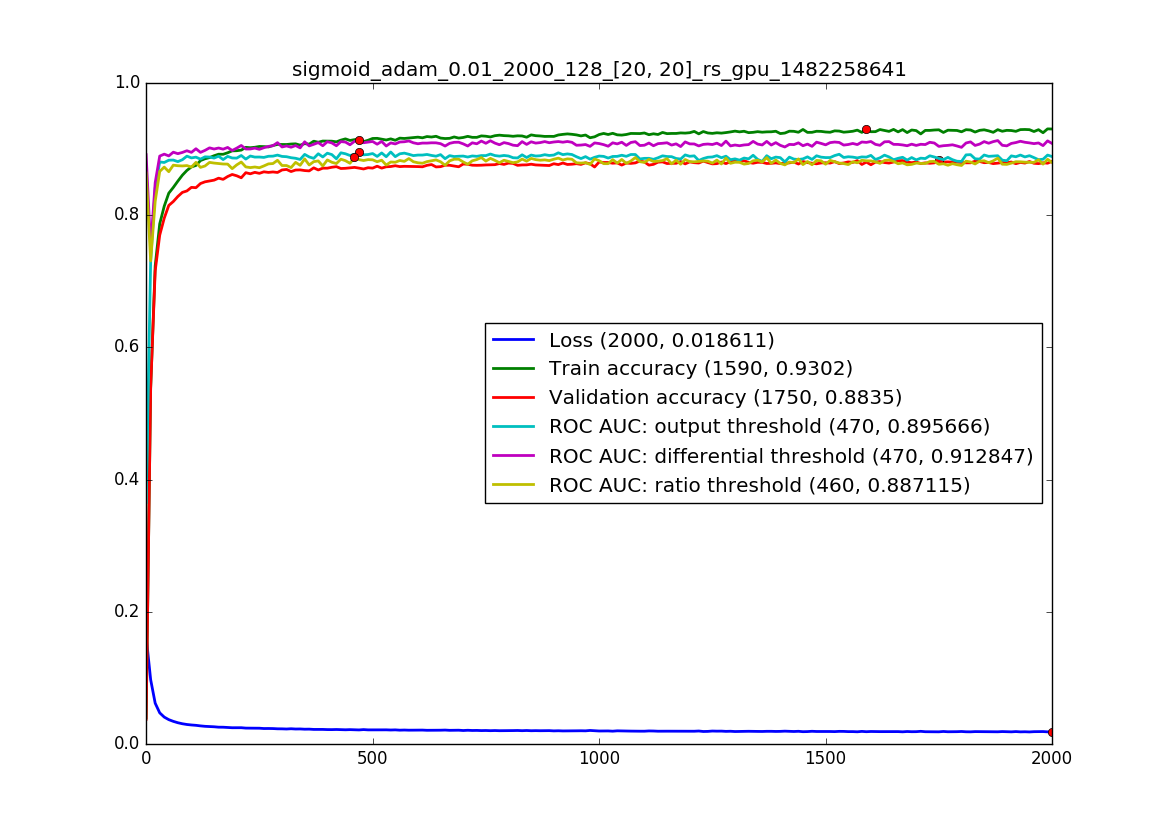 sigmoid_adam_0.01_2000_128_[20, 20]_rs_gpu_1482258641
1.0
0.8
0.6
0.4
0.2
0.0
Loss (2000, 0.018611)
Train accuracy (1590, 0.9302)
Validation accuracy (1750, 0.8835)
ROC AUC: output threshold (470, 0.895666)
ROC AUC: differential threshold (470, 0.912847)
ROC AUC: ratio threshold (460, 0.887115)
0 500 1000 1500 2000